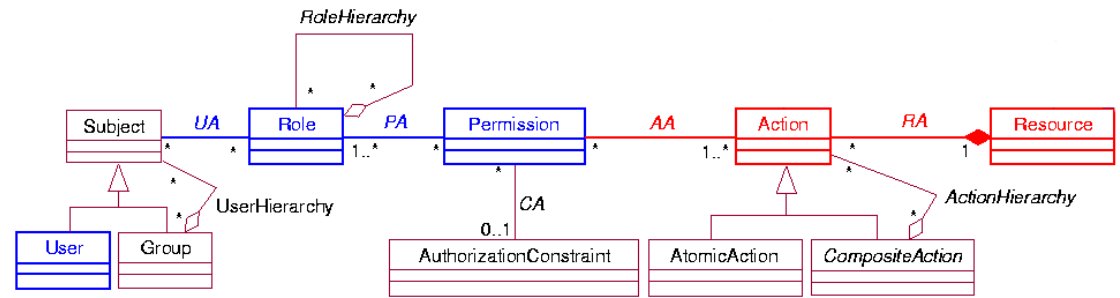 RoleHierarchy
*
*
Subject
UA
Role
PA
Permission
AA
Action
RA
Resource
*
*
1..*
*
*
1..*
*
1
*
*
*
UserHierarchy
*
CA
*
ActionHierarchy
0..1
User
Group
AuthorizationConstraint
AtomicAction
CompositeAction